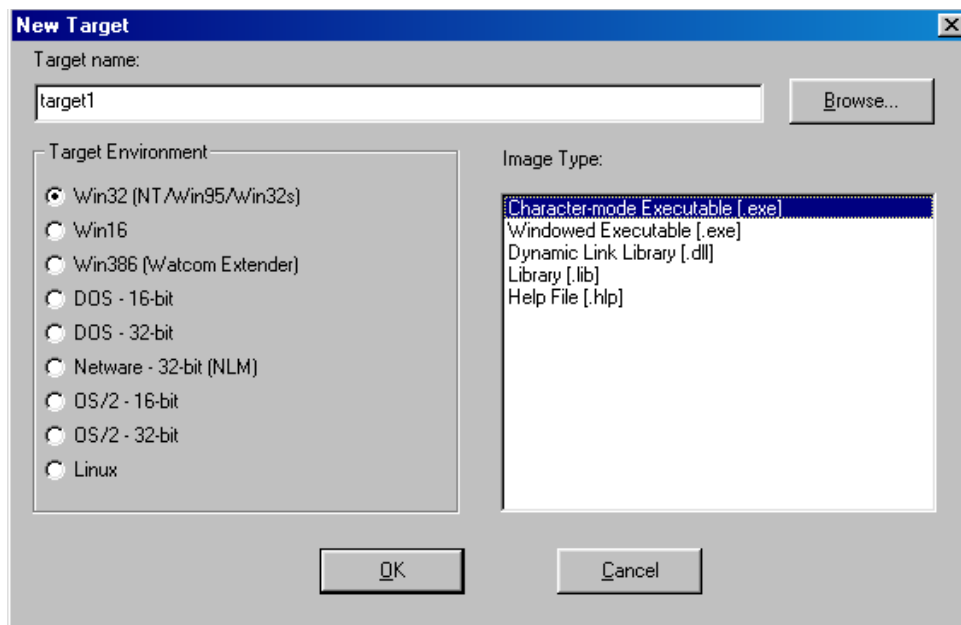 New Target
Target name:
target1
Browse...
Target Environment
Win32 (NT/Win95/Win32s)
Win16
Win386 (Watcom Extender)
DOS - 16-bit
DOS - 32-bit
Netware - 32-bit (NLM)
OS/2 - 16-bit
OS/2 - 32-bit
Linux
Image Type:
Character-mode Executable [.exe]
Windowed Executable [.exe]
Dynamic Link Library [.dll]
Library [.lib]
Help File [.hlp]
OK
Cancel